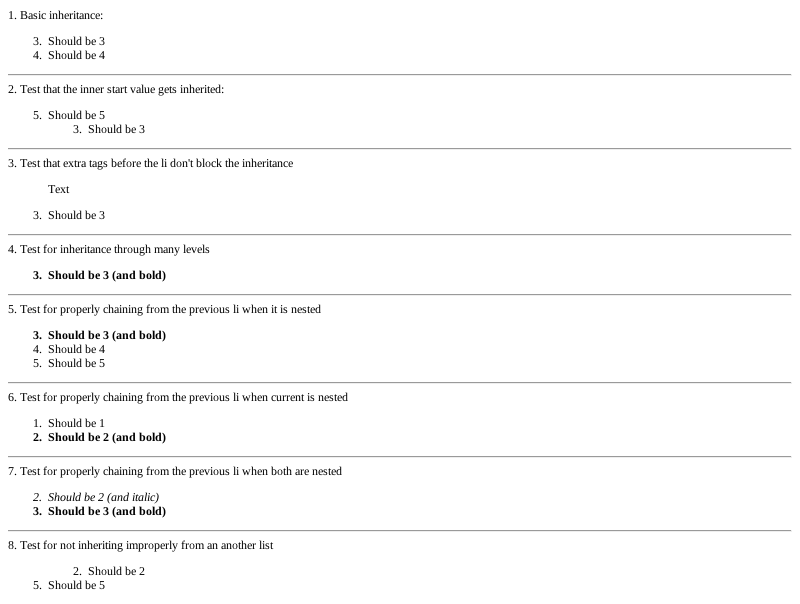 1. Basic inheritance:
3. Should be 3
4. Should be 4
2. Test that the inner start value gets inherited:
5. Should be 5
3. Should be 3
3. Test that extra tags before the li don't block the inheritance
Text
3. Should be 3
4. Test for inheritance through many levels
3. Should be 3 (and bold)
5. Test for properly chaining from the previous li when it is nested
3. Should be 3 (and bold)
4. Should be 4
5. Should be 5
6. Test for properly chaining from the previous li when current is nested
1. Should be 1
2. Should be 2 (and bold)
7. Test for properly chaining from the previous li when both are nested
2. Should be 2 (and italic)
3. Should be 3 (and bold)
8. Test for not inheriting improperly from an another list
2. Should be 2
5. Should be 5